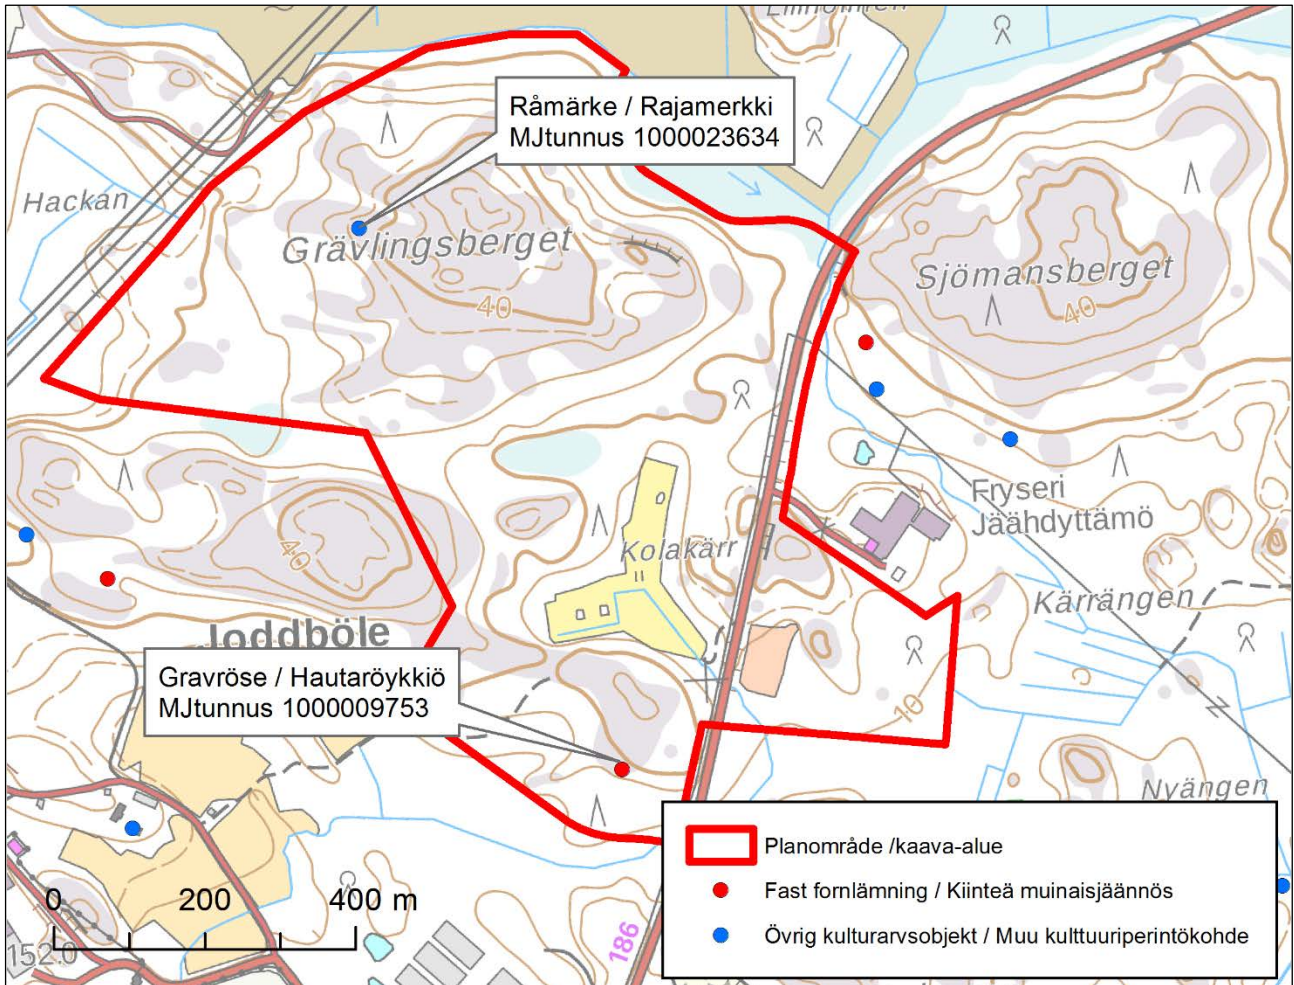 Lillholmen
Råmärke / Rajamerkki
MJtunnus 1000023634
Hackan
Grävlingsberget
40
Sjömansberget
40
Fryseri
Jäähdyttämö
40
Kolakärr
Kärrängen
Joddböle
Gravröse / Hautaröykkiö
MJtunnus 1000009753
10
Nyängen
Planområde /kaava-alue
Fast fornlämning / Kiinteä muinaisjäännös
Övrig kulturarvsobjekt / Muu kulttuuriperintökohde
0 200 400 m
186
152.0